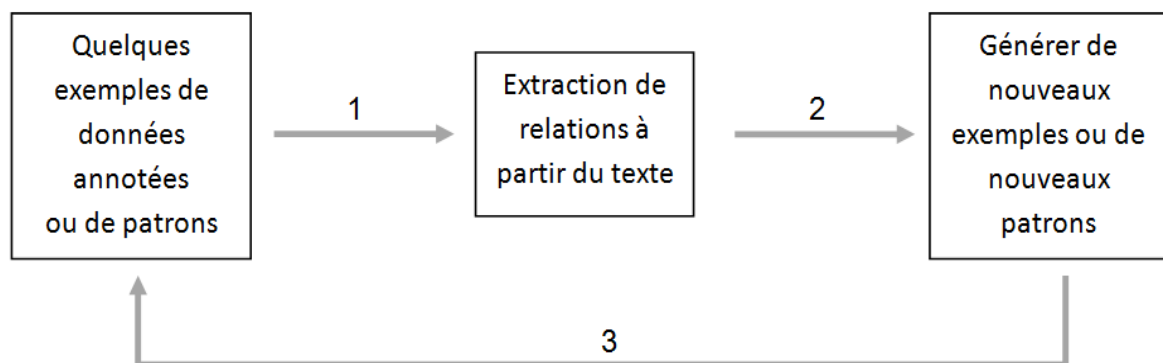 Quelques
exemples de
données
annotées
ou de patrons
1
Extraction de
relations à
partir du texte
2
Générer de
nouveaux
exemples ou de
nouveaux
patrons
3